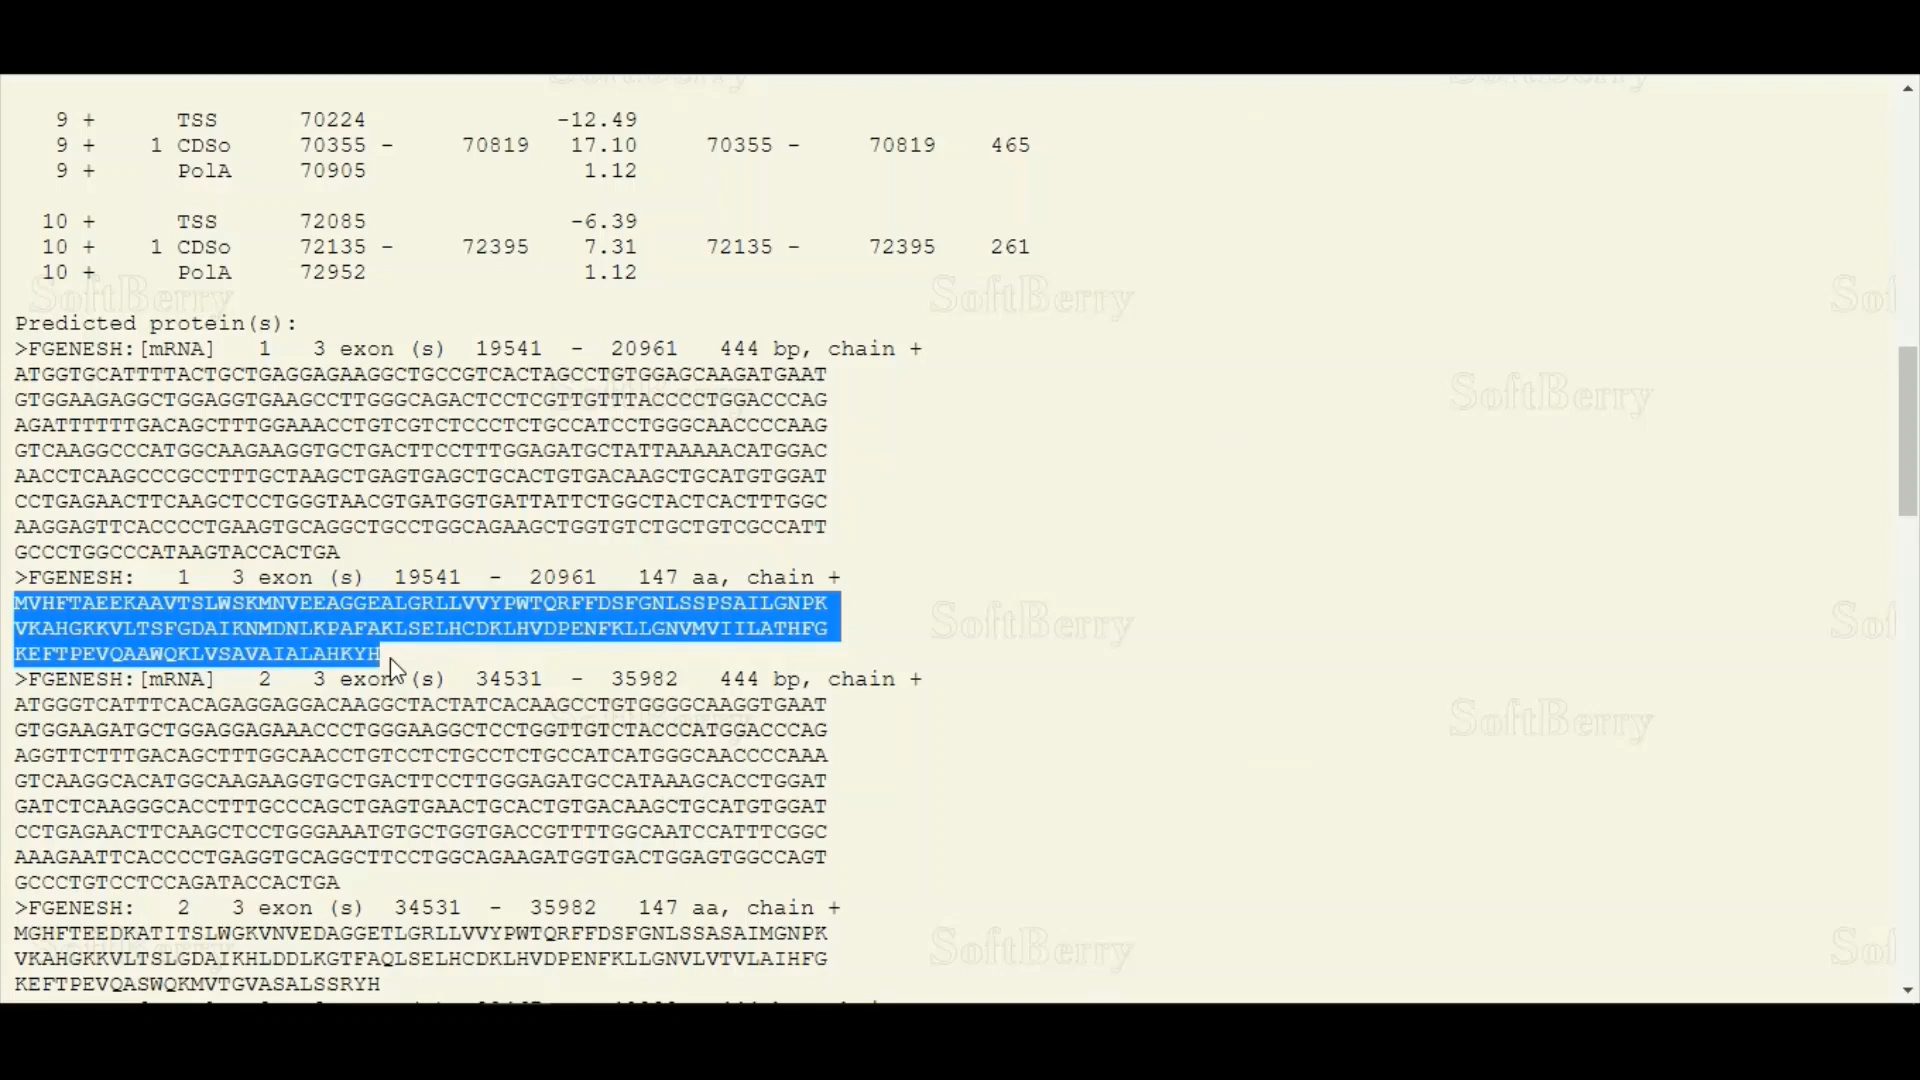 9 + TSS 70224 -12.49
9 + 1 CDSo 70355 - 70819 17.10 70355 - 70819 465
9 + PolA 70905 1.12
10 + TSS 72085 -6.39
10 + 1 CDSo 72135 - 72395 7.31 72135 - 72395 261
10 + PolA 72952 1.12
Predicted protein(s):
>FGENESH:[mRNA] 1 3 exon (s) 19541 - 20961 444 bp, chain +
ATGGTGCATTTTACTGCTGAGGAGAAGGCTGCCGTCACTAGCCTGTGGAGCAAGATGAAT
GTGGAAGAGGCTGGAGGTGAAGCCTTGGGCAGACTCCTCGTTGTTTACCCCTGGACCCAG
AGATTTTTTGACAGCTTTGGAAACCTGTCGTCTCCCTCTGCCATCCTGGGCAACCCCAAG
GTCAAGGCCCATGGCAAGAAGGTGCTGACTTCCTTTGGAGATGCTATTAAAAACATGGAC
AACCTCAAGCCCGCCTTTGCTAAGCTGAGTGAGCTGCACTGTGACAAGCTGCATGTGGAT
CCTGAGAACTTCAAGCTCCTGGGTAACGTGATGGTGATTATTCTGGCTACTCACTTTGGC
AAGGAGTTCACCCCTGAAGTGCAGGCTGCCTGGCAGAAGCTGGTGTCTGCTGTCGCCATT
GCCCTGGCCCATAAGTACCACTGA
>FGENESH: 1 3 exon (s) 19541 - 20961 147 aa, chain +
MVHFTAEEKAAVTSLWSKMNVEEAGGEALGRLLVVYPWTQRFFDSFGNLSSPSAILGNPK
VKAHGKKVLTSFGDAIKNMDNLKPAFAKLSELHCDKLHVDPENFKLLGNVMVIILATHFG
KEFTPEVQAAWQKLVSAVAIALAHKYH
>FGENESH:[mRNA] 2 3 exon (s) 34531 - 35982 444 bp, chain +
ATGGGTCATTTCACAGAGGAGGACAAGGCTACTATCACAAGCCTGTGGGGCAAGGTGAAT
GTGGAAGATGCTGGAGGAGAAACCCTGGGAAGGCTCCTGGTTGTCTACCCATGGACCCAG
AGGTTCTTTGACAGCTTTGGCAACCTGTCCTCTGCCTCTGCCATCATGGGCAACCCCAAA
GTCAAGGCACATGGCAAGAAGGTGCTGACTTCCTTGGGAGATGCCATAAAGCACCTGGAT
GATCTCAAGGGCACCTTTGCCCAGCTGAGTGAACTGCACTGTGACAAGCTGCATGTGGAT
CCTGAGAACTTCAAGCTCCTGGGAAATGTGCTGGTGACCGTTTTGGCAATCCATTTCGGC
AAAGAATTCACCCCTGAGGTGCAGGCTTCCTGGCAGAAGATGGTGACTGGAGTGGCCAGT
GCCCTGTCCTCCAGATACCACTGA
>FGENESH: 2 3 exon (s) 34531 - 35982 147 aa, chain +
MGHFTEEDKATITSLWGKVNVEDAGGETLGRLLVVYPWTQRFFDSFGNLSSASAIMGNPK
VKAHGKKVLTSLGDAIKHLDDLKGTFAQLSELHCDKLHVDPENFKLLGNVLVTVLAIHFG
KEFTPEVQASWQKMVTGVASALSSRYH